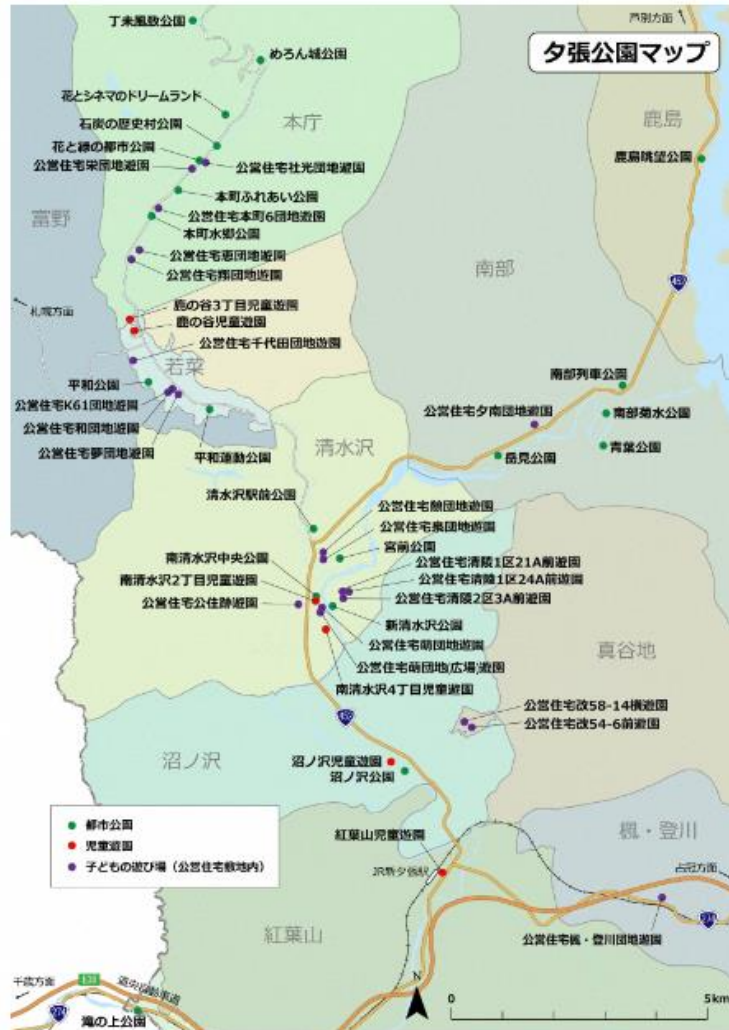 夕張公園マップ
芦別方面
丁未風致公園
めろん城公園
花とシネマのドリームランド
本庁
石炭の歴史村公園
鹿島
花と緑の都市公園
公営住宅栄団地遊園
公営住宅社光団地遊園
鹿島眺望公園
本町ふれあい公園
富野
公営住宅本町6団地遊園
本町水郷公園
南部
公営住宅恵団地遊園
公営住宅翔団地遊園
452
札幌方面
鹿の谷3丁目児童遊園
鹿の谷児童遊園
公営住宅千代田団地遊園
若菜
平和公園
南部列車公園
公営住宅K61団地遊園
公営住宅夕南団地遊園
南部菊水公園
公営住宅和団地遊園
清水沢
公営住宅夢団地遊園
青葉公園
平和運動公園
岳見公園
清水沢駅前公園
公営住宅憩団地遊園
公営住宅泉団地遊園
宮前公園
南清水沢中央公園
公営住宅清陵1区21A前遊園
南清水沢2丁目児童遊園
公営住宅清陵1区24A前遊園
公営住宅公住跡遊園
公営住宅清陵2区3A前遊園
新清水沢公園
公営住宅萌団地遊園
真谷地
公営住宅萌団地(広場)遊園
南清水沢4丁目児童遊園
公営住宅改58-14横遊園
452
公営住宅改54-6前遊園
沼ノ沢
沼ノ沢児童遊園
沼ノ沢公園
都市公園
児童遊園
子どもの遊び場（公営住宅敷地内）
紅葉山児童遊園
楓・登川
JR新夕張駅
占冠方面
274
紅葉山
公営住宅楓・登川団地遊園
千歳方面
道央自動車道
N
0
5km
274
滝の上公園